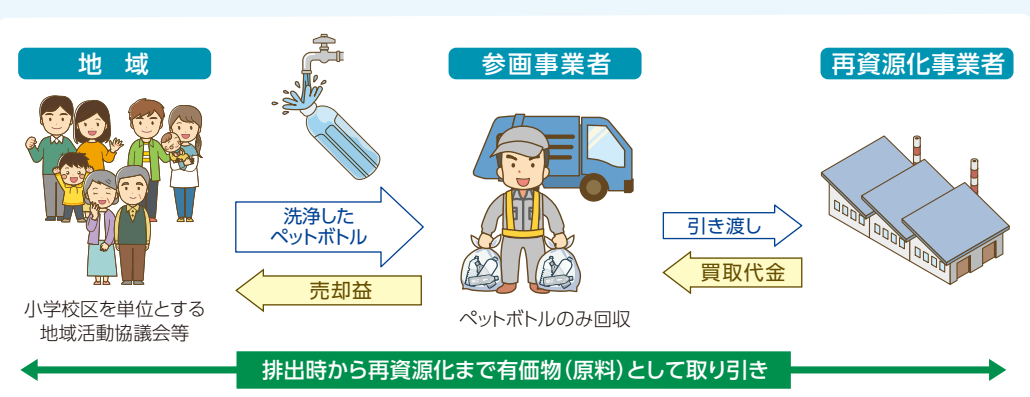 地　域
参画事業者
再資源化事業者
洗浄した
ペットボトル
引き渡し
売却益
買取代金
小学校区を単位とする
地域活動協議会等
ペットボトルのみ回収
排出時から再資源化まで有価物（原料）として取り引き